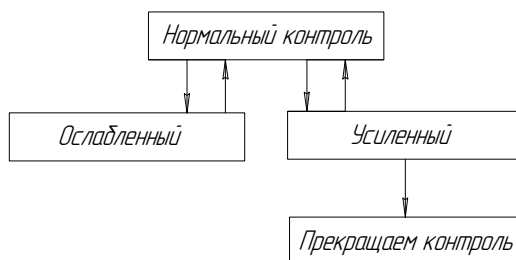 Нормальный контроль
Ослабленный
Усиленный
Прекращаем контроль